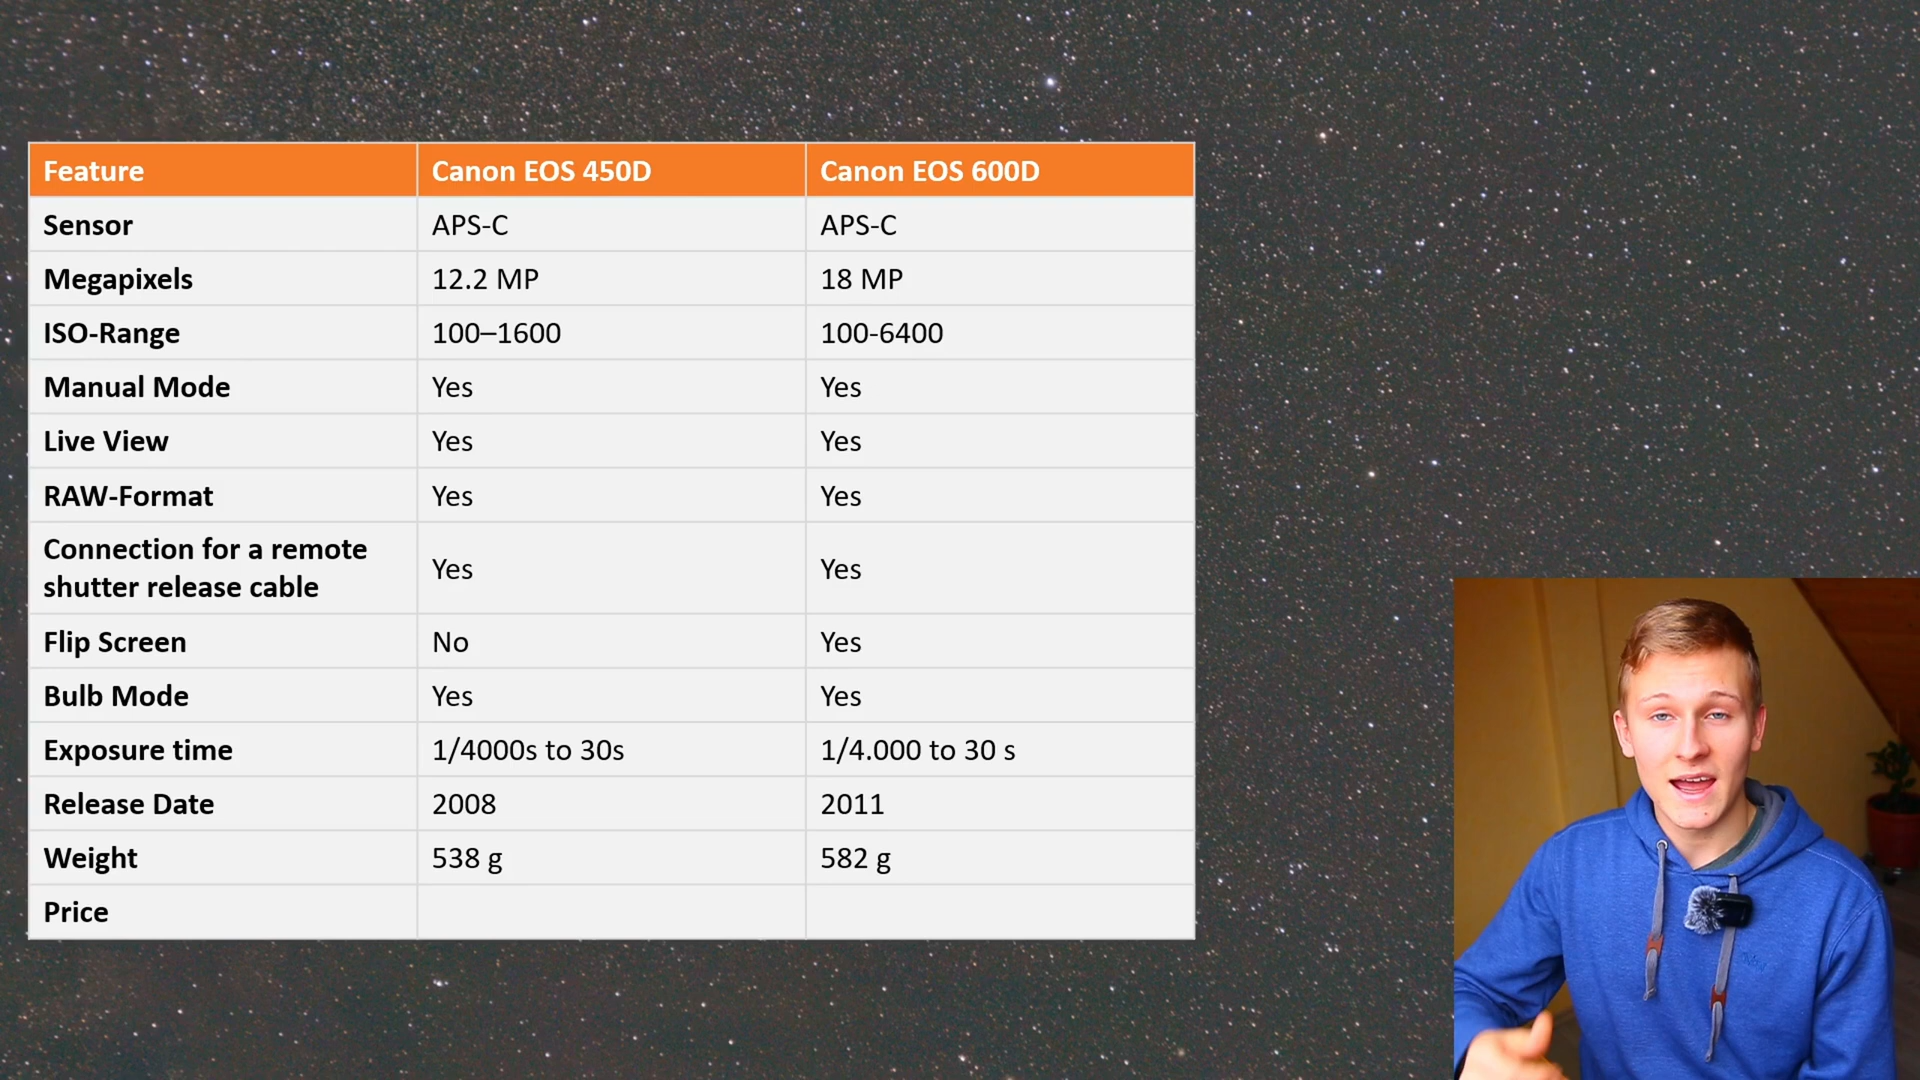 Feature Canon EOS 450D Canon EOS 600D
Sensor APS-C APS-C
Megapixels 12.2 MP 18 MP
ISO-Range 100–1600 100-6400
Manual Mode Yes Yes
Live View Yes Yes
RAW-Format Yes Yes
Connection for a remote
shutter release cable Yes Yes
Flip Screen No Yes
Bulb Mode Yes Yes
Exposure time 1/4000s to 30s 1/4.000 to 30 s
Release Date 2008 2011
Weight 538 g 582 g
Price